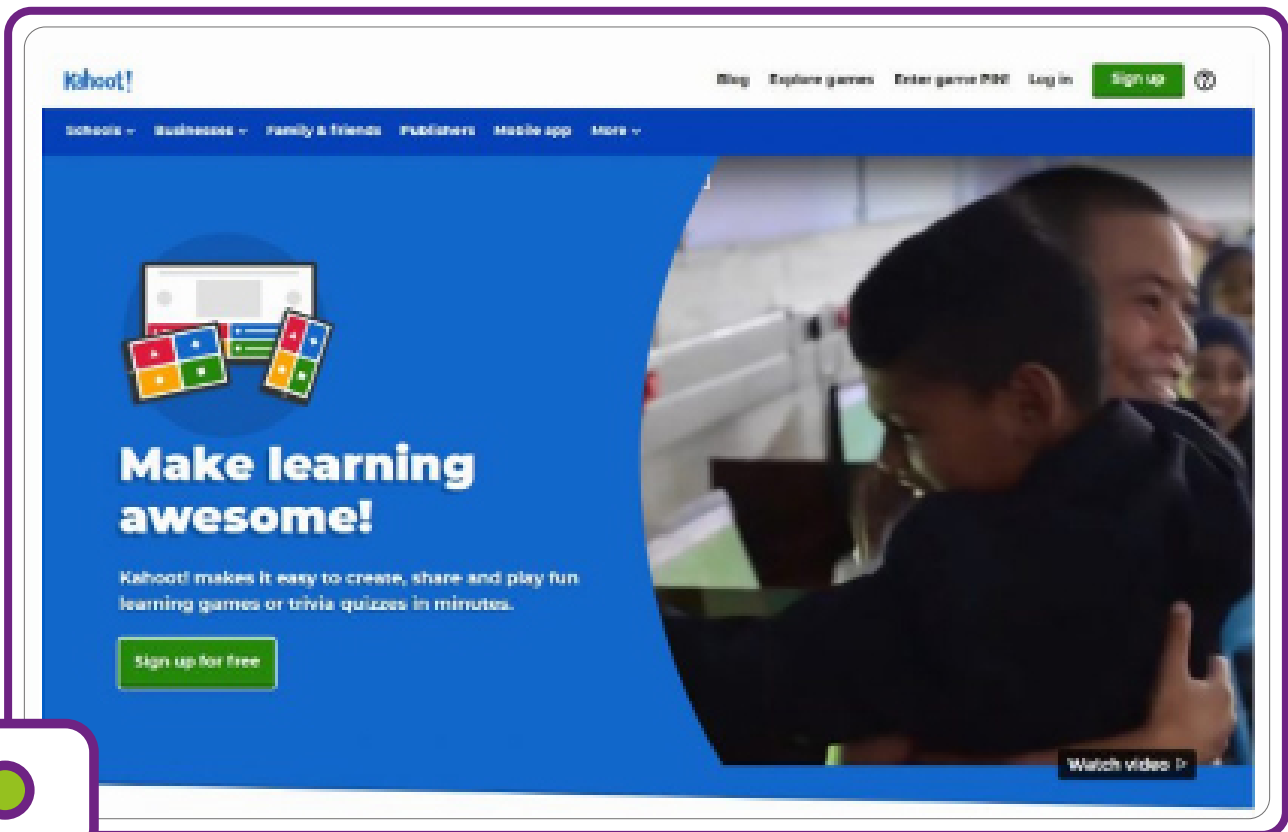 Kahoot!
Blog Explore games Enter game PIN! Log in Sign up ?
Schools Businesses Family & friends Publishers Mobile app More
Make learning
awesome!
Kahoot! makes it easy to create, share and play fun
learning games or trivia quizzes in minutes.
Sign up for free
Watch video